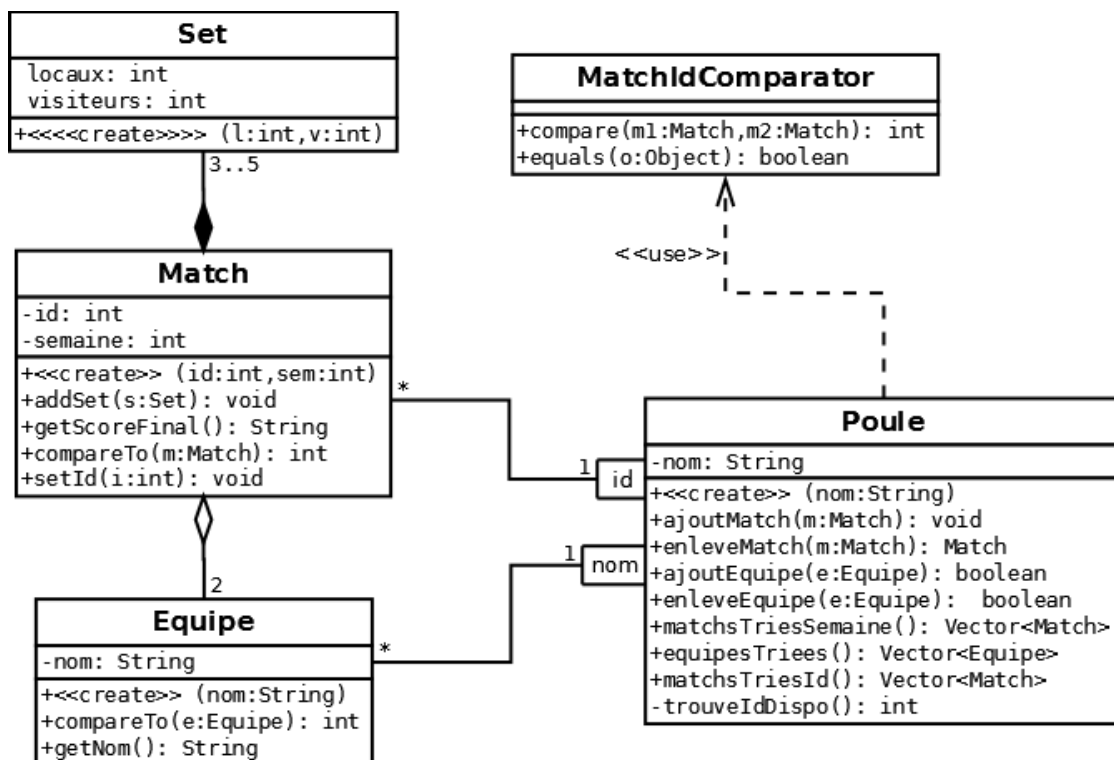 Set
locaux: int
visiteurs: int
+<<<<create>>>> (l:int,v:int)
3..5
MatchIdComparator
+compare(m1:Match,m2:Match): int
+equals(o:Object): boolean
<<use>>
Match
-id: int
-semaine: int
+<<create>> (id:int,sem:int)
+addSet(s:Set): void
+getScoreFinal(): String
+compareTo(m:Match): int
+setId(i:int): void
*
1
id
2
Equipe
-nom: String
+<<create>> (nom:String)
+compareTo(e:Equipe): int
+getNom(): String
*
1
nom
Poule
-nom: String
+<<create>> (nom:String)
+ajoutMatch(m:Match): void
+enleveMatch(m:Match): Match
+ajoutEquipe(e:Equipe): boolean
+enleveEquipe(e:Equipe):  boolean
+matchsTriesSemaine(): Vector<Match>
+equipesTriees(): Vector<Equipe>
+matchsTriesId(): Vector<Match>
-trouveIdDispo(): int